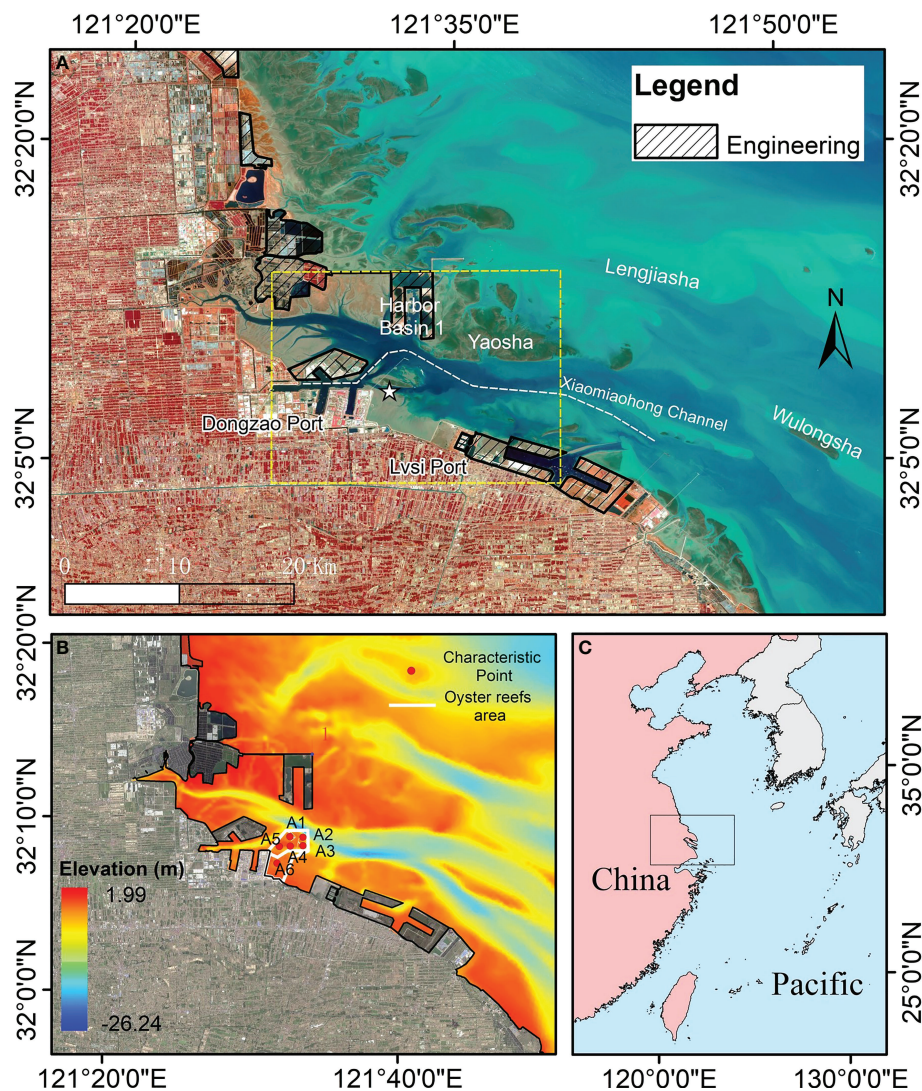 121°20'0"E
121°35'0"E
121°50'0"E
A
Legend
Engineering
32°20'0"N
32°5'0"N
32°20'0"N
32°5'0"N
Lengjiasha
N
Harbor
Basin 1
Yaosha
Xiaomiaohong Channel
Wulongsha
Dongzao Port
Lvsi Port
0
10
20 Km
B
Characteristic
Point
Oyster reefs
area
32°20'0"N
32°10'0"N
32°0'0"N
A1
A2
A5
A3
A4
A6
Elevation (m)
1.99
-26.24
121°20'0"E
121°40'0"E
C
China
Pacific
35°0'0"N
25°0'0"N
120°0'0"E
130°0'0"E